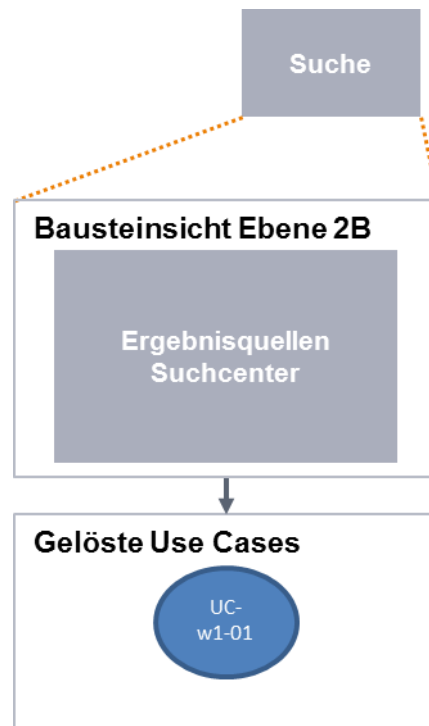 Suche
Bausteinsicht Ebene 2B
Ergebnisquellen
Suchcenter
Gelöste Use Cases
UC-
w1-01